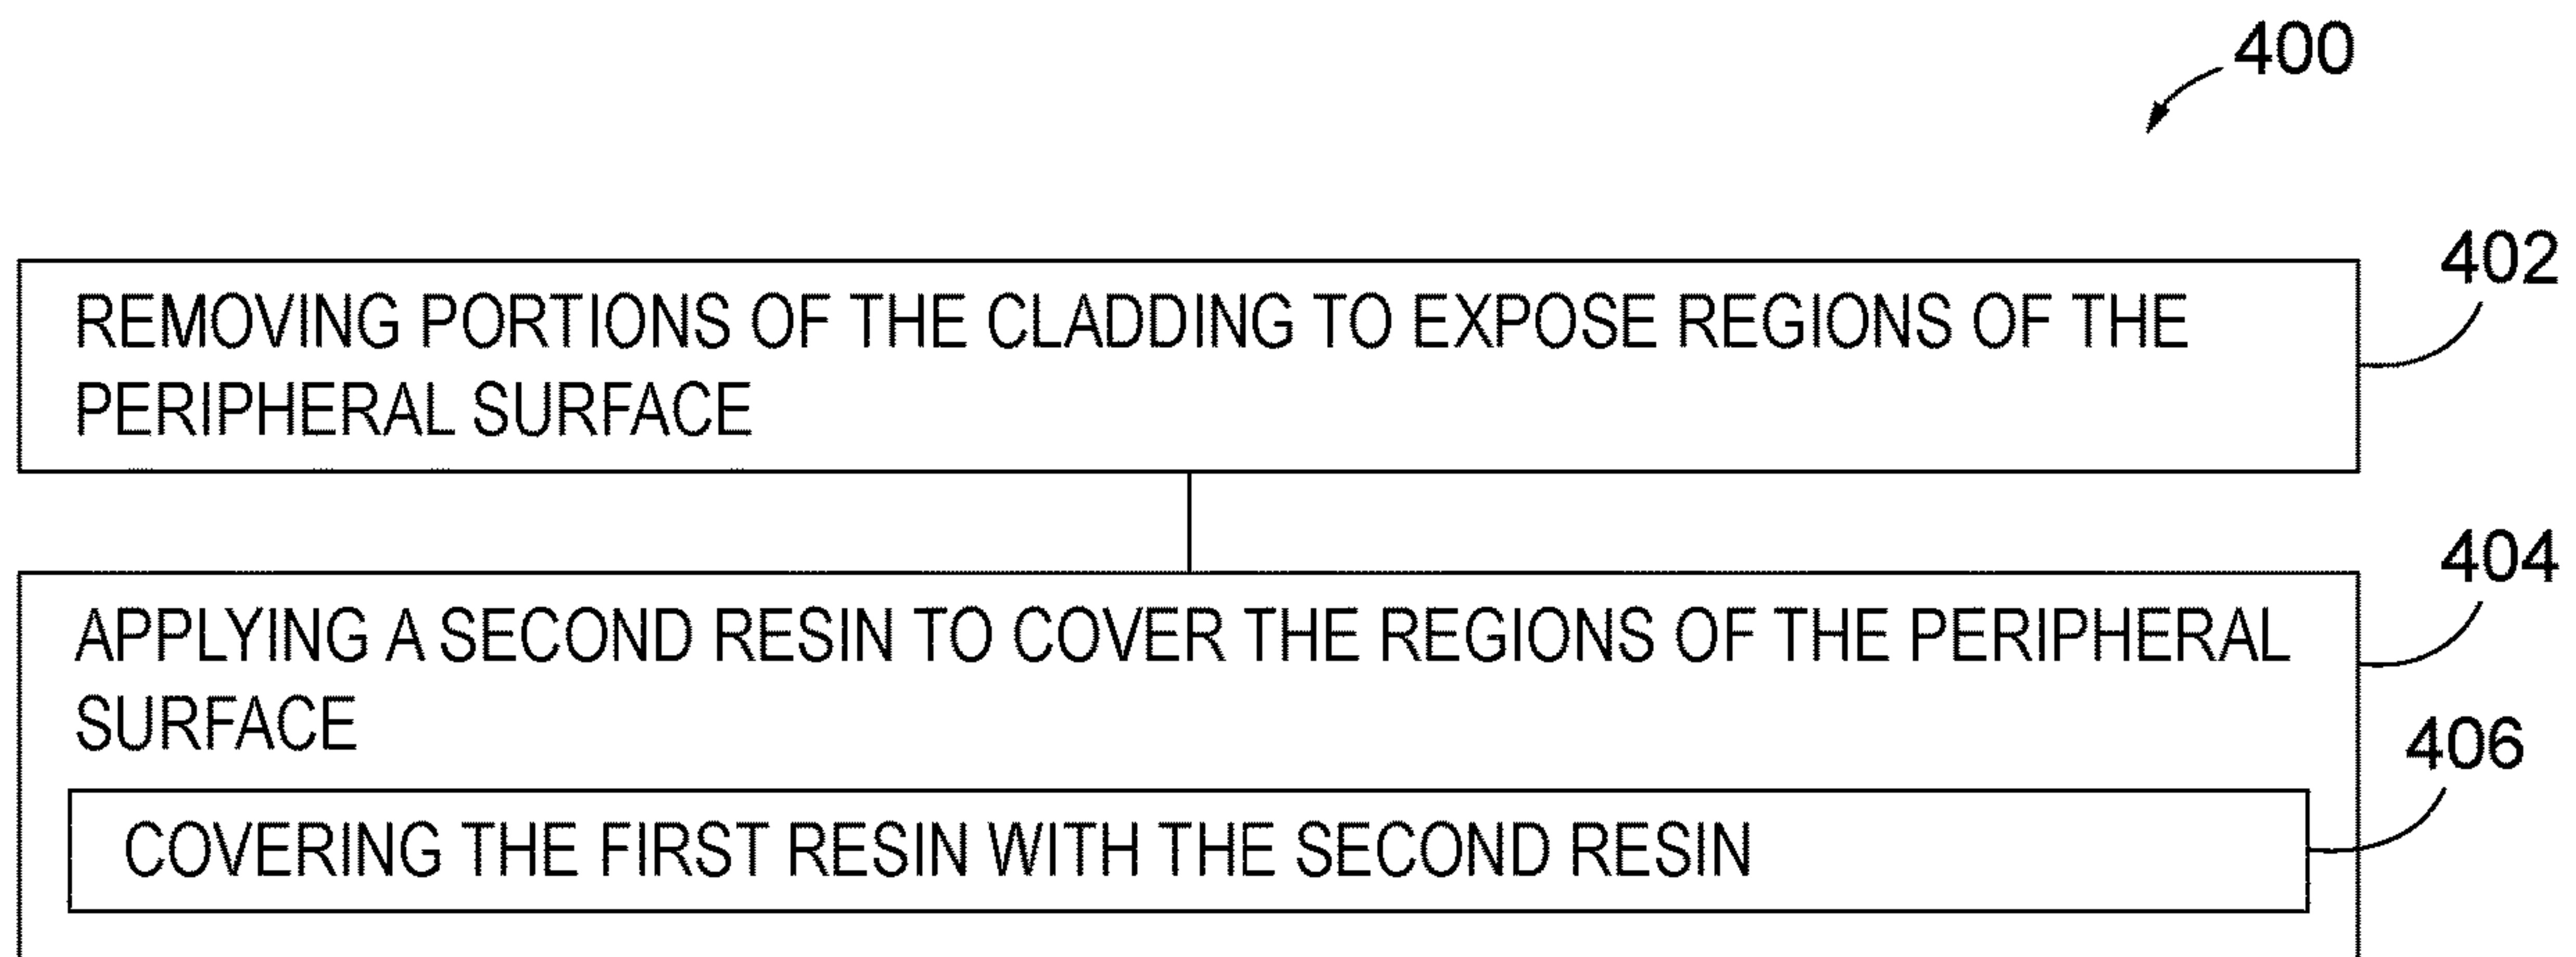 400
402
REMOVING PORTIONS OF THE CLADDING TO EXPOSE REGIONS OF THE
PERIPHERAL SURFACE
404
APPLYING A SECOND RESIN TO COVER THE REGIONS OF THE PERIPHERAL
SURFACE
406
COVERING THE FIRST RESIN WITH THE SECOND RESIN